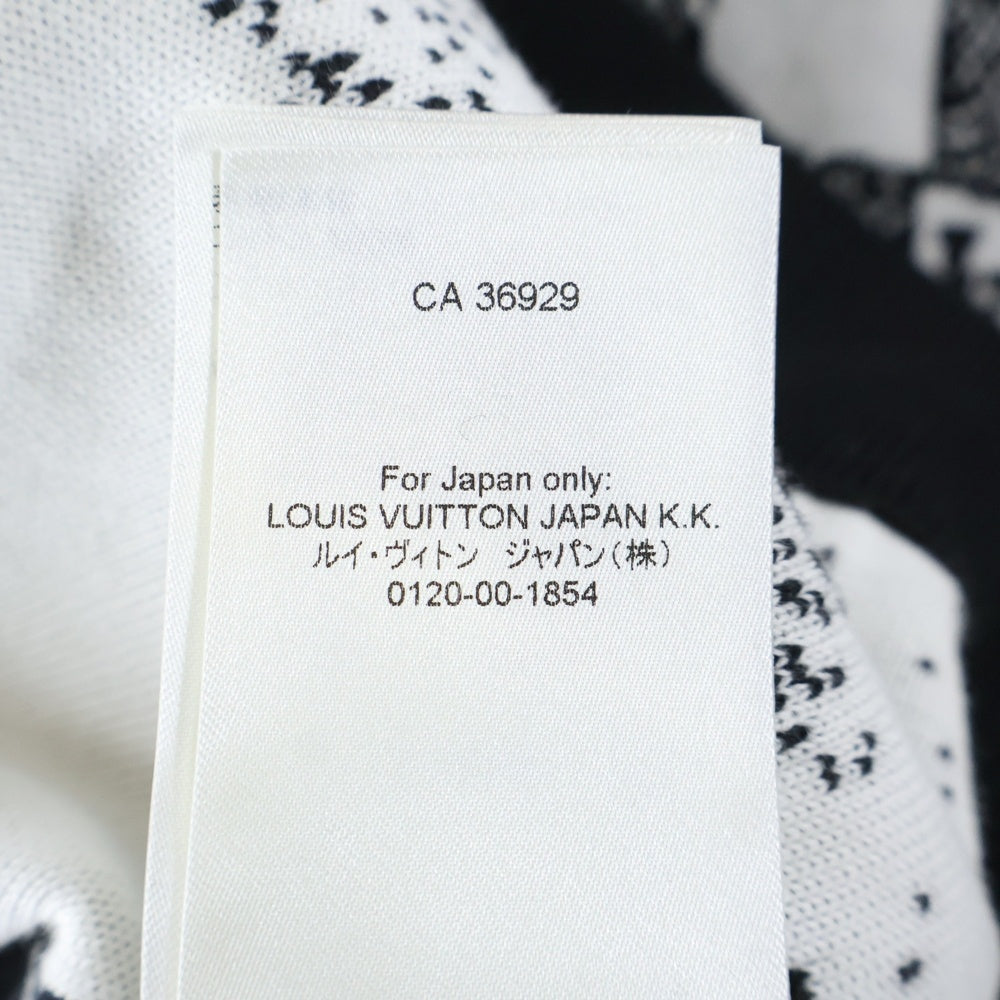 CA 36929
For Japan only:
LOUIS VUITTON JAPAN K.K.
ルイ・ヴィトン　ジャパン（株）
0120-00-1854